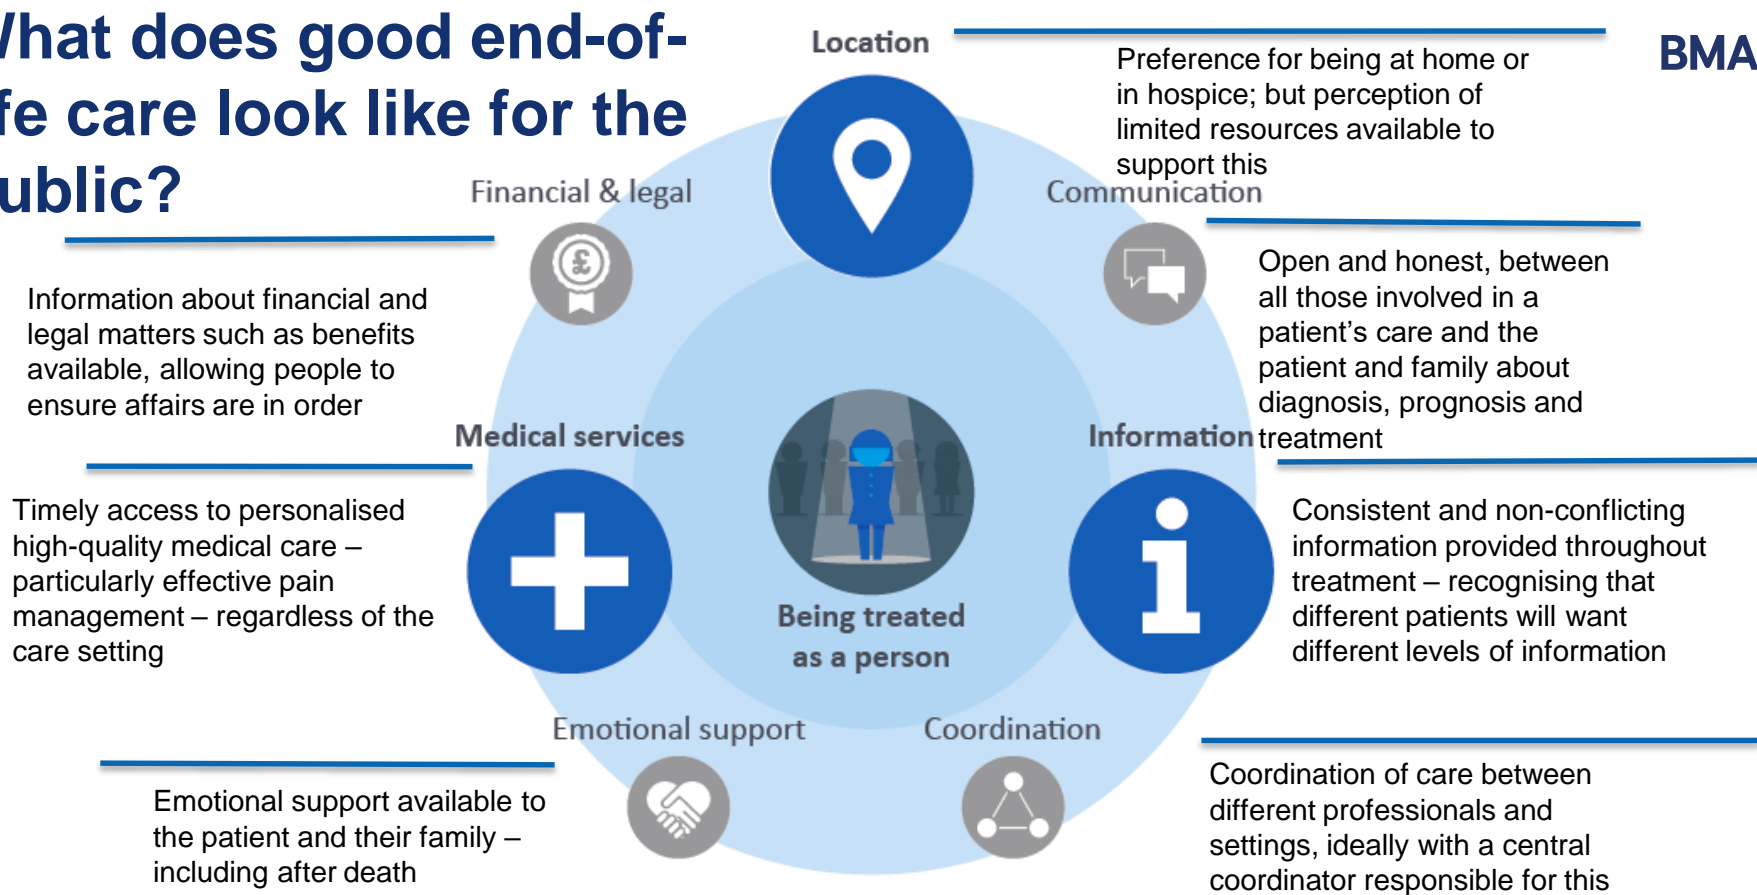 What does good end-of-
fe care look like for the
ublic?
BMA
Location
Preference for being at home or
in hospice; but perception of
limited resources available to
support this
Financial & legal
£
Information about financial and
legal matters such as benefits
available, allowing people to
ensure affairs are in order
Communication
Open and honest, between
all those involved in a
patient's care and the
patient and family about
diagnosis, prognosis and
treatment
Medical services
Timely access to personalised
high-quality medical care –
particularly effective pain
management – regardless of the
care setting
Being treated
as a person
Information
i
Consistent and non-conflicting
information provided throughout
treatment – recognising that
different patients will want
different levels of information
Emotional support
Emotional support available to
the patient and their family –
including after death
Coordination
Coordination of care between
different professionals and
settings, ideally with a central
coordinator responsible for this